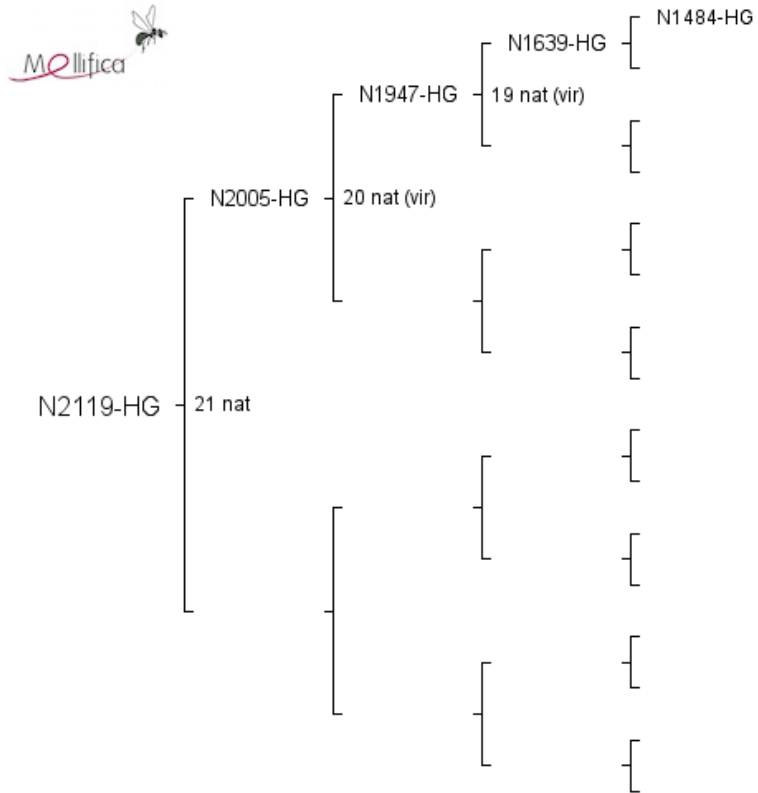 Mellifica
N1484-HG
N1639-HG
N1947-HG
19 nat (vir)
N2005-HG
20 nat (vir)
N2119-HG
21 nat